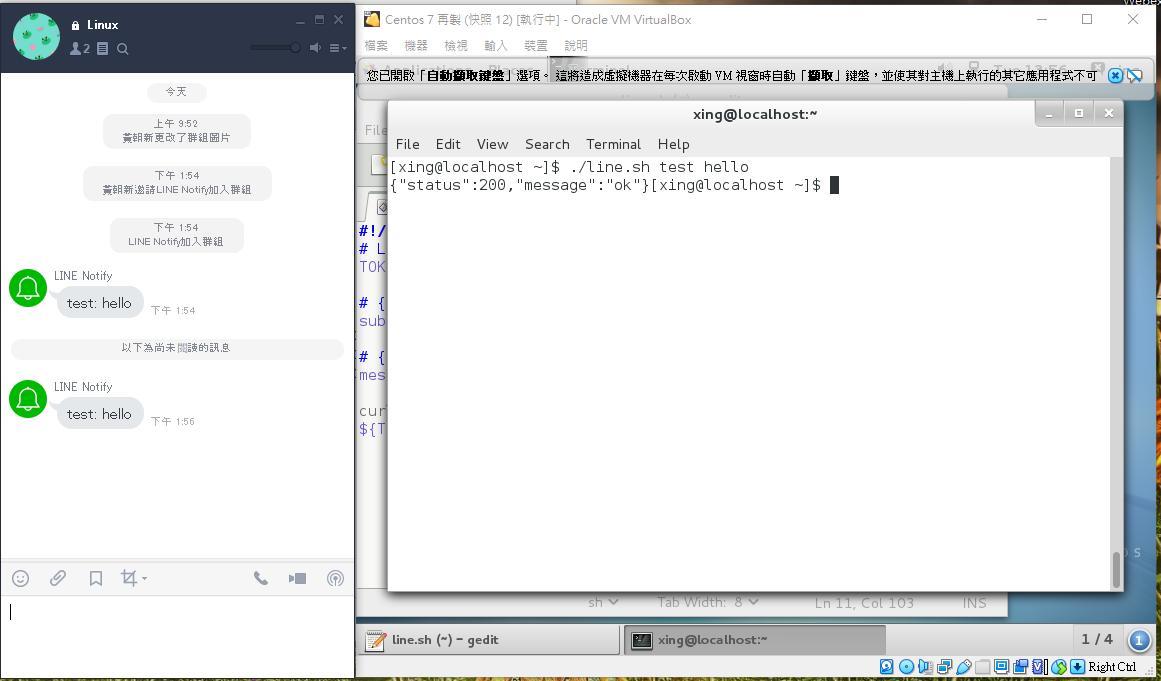 Linux
2
今天
上午 9:52
黃朝新更改了群組圖片
下午 1:54
黃朝新邀請LINE Notify加入群組
下午 1:54
LINE Notify加入群組
LINE Notify
test: hello
下午 1:54
以下為尚未閱讀的訊息
LINE Notify
test: hello
下午 1:56
Centos 7 再製 (快照 12) [執行中] - Oracle VM VirtualBox
檔案 機器 檢視 輸入 裝置 說明
您已開啟「自動擷取鍵盤」選項。 這將造成虛擬機器在每次啟動 VM 視窗時自動「擷取」鍵盤，並使其對主機上執行的其它應用程式不可
xing@localhost:~
File Edit View Search Terminal Help
[xing@localhost ~]$ ./line.sh test hello
{"status":200,"message":"ok"}[xing@localhost ~]$
File
#!/
# L
TOK
# {
sub
# {
mes
cur
${T
sh Tab Width: 8 Ln 11, Col 103 INS
line.sh (~) - gedit
xing@localhost:~
1 / 4
1
Right Ctrl